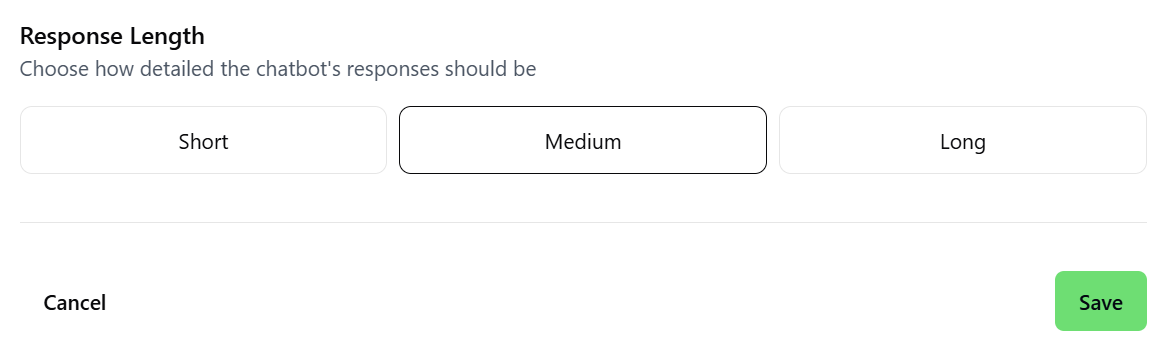 Response Length
Choose how detailed the chatbot's responses should be
Short Medium Long
Cancel Save